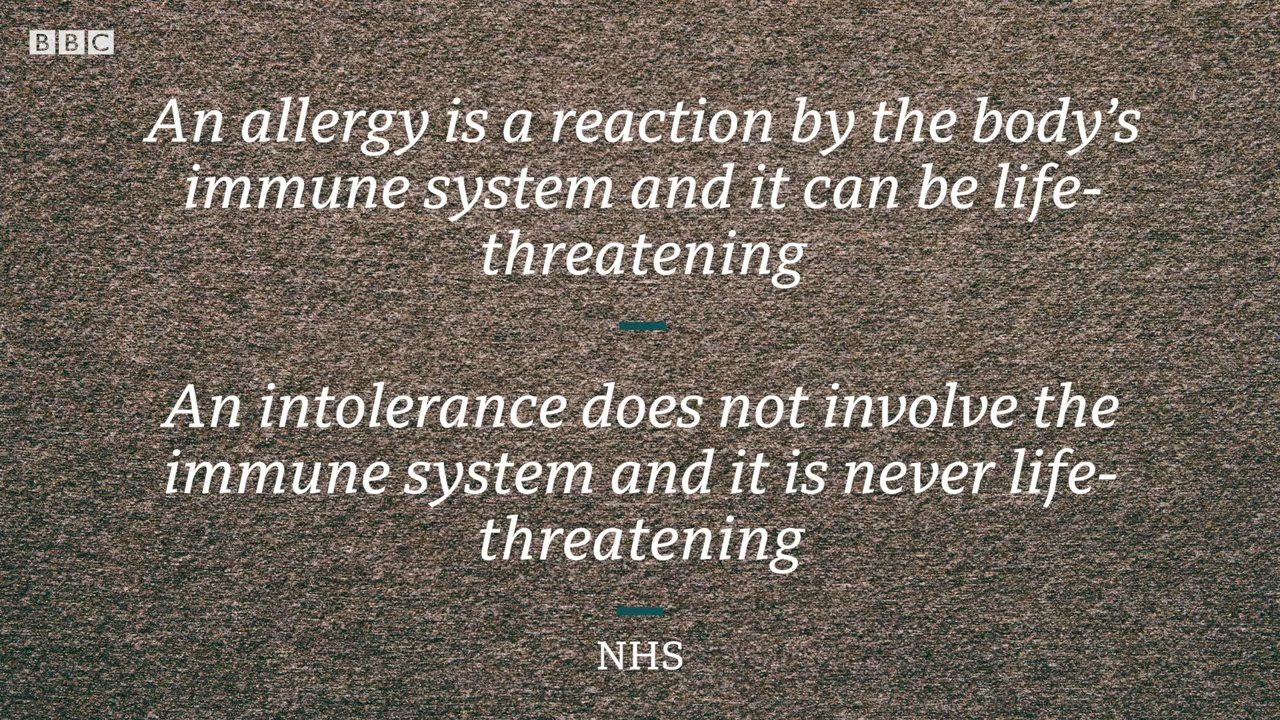 BBC
An allergy is a reaction by the body’s
immune system and it can be life-
threatening
An intolerance does not involve the
immune system and it is never life-
threatening
NHS